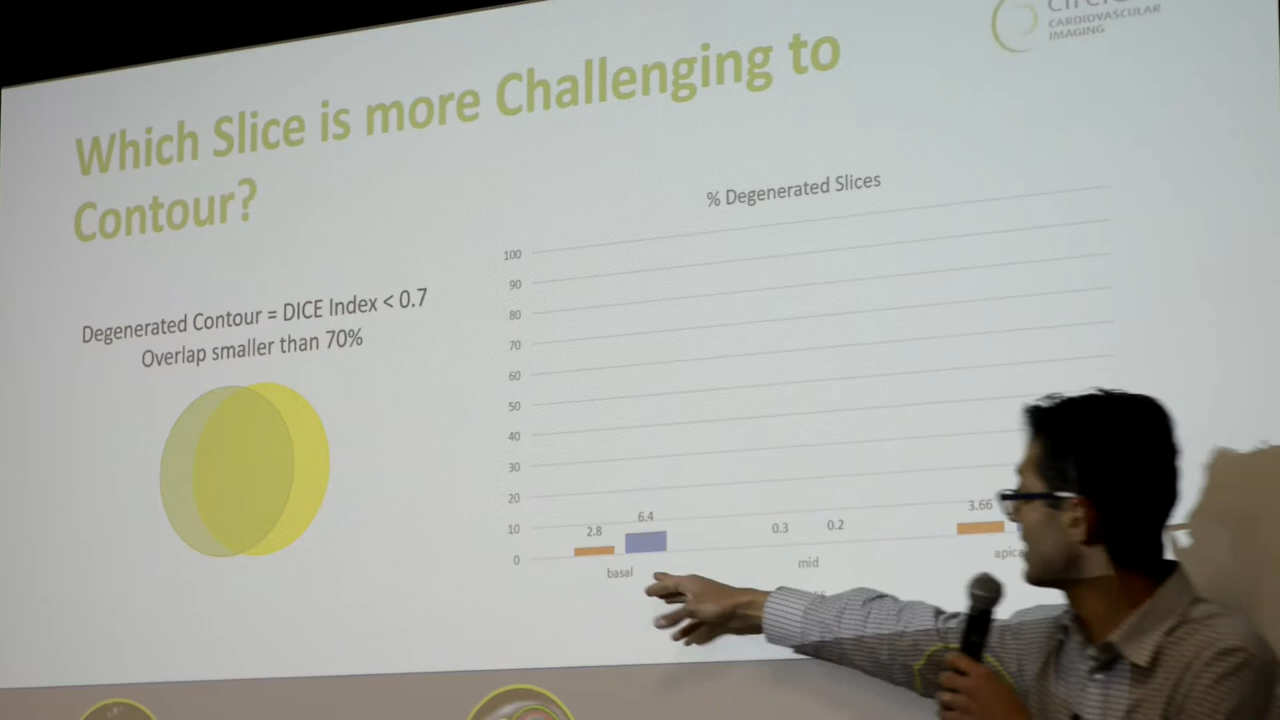 CARDIOVASCULAR
IMAGING
Which Slice is more Challenging to
Contour?
Degenerated Contour = DICE Index < 0.7
Overlap smaller than 70%
% Degenerated Slices
100
90
80
70
60
50
40
30
20
10
0
2.8
6.4
0.3
0.2
3.66
basal
mid
apica